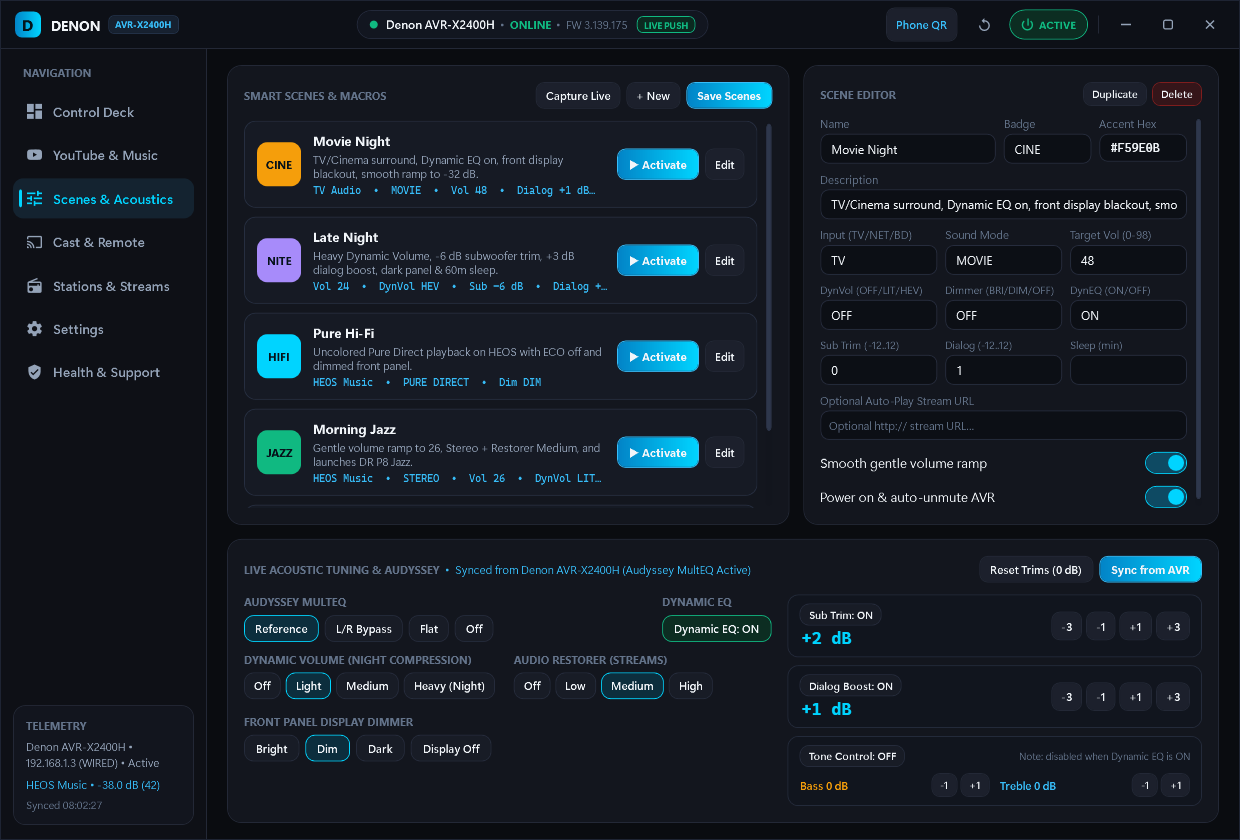 D DENON AVR-X2400H
Denon AVR-X2400H • ONLINE • FW 3.139.175 LIVE PUSH
Phone QR
ACTIVE
NAVIGATION
Control Deck
YouTube & Music
Scenes & Acoustics
Cast & Remote
Stations & Streams
Settings
Health & Support
TELEMETRY
Denon AVR-X2400H •
192.168.1.3 (WIRED) • Active
HEOS Music • -38.0 dB (42)
Synced 08:02:27
SMART SCENES & MACROS
Capture Live
+ New
Save Scenes
CINE
Movie Night
TV/Cinema surround, Dynamic EQ on, front display
blackout, smooth ramp to -32 dB.
TV Audio • MOVIE • Vol 48 • Dialog +1 dB…
▶ Activate
Edit
NITE
Late Night
Heavy Dynamic Volume, -6 dB subwoofer trim, +3 dB
dialog boost, dark panel & 60m sleep.
Vol 24 • DynVol HEV • Sub −6 dB • Dialog +…
▶ Activate
Edit
HIFI
Pure Hi-Fi
Uncolored Pure Direct playback on HEOS with ECO off and
dimmed front panel.
HEOS Music • PURE DIRECT • Dim DIM
▶ Activate
Edit
JAZZ
Morning Jazz
Gentle volume ramp to 26, Stereo + Restorer Medium, and
launches DR P8 Jazz.
HEOS Music • STEREO • Vol 26 • DynVol LIT…
▶ Activate
Edit
SCENE EDITOR
Duplicate
Delete
Name Badge Accent Hex
Movie Night CINE #F59E0B
Description
TV/Cinema surround, Dynamic EQ on, front display blackout, smo
Input (TV/NET/BD) Sound Mode Target Vol (0-98)
TV MOVIE 48
DynVol (OFF/LIT/HEV) Dimmer (BRI/DIM/OFF) DynEQ (ON/OFF)
OFF OFF ON
Sub Trim (-12..12) Dialog (-12..12) Sleep (min)
0 1
Optional Auto-Play Stream URL
Optional http:// stream URL...
Smooth gentle volume ramp
Power on & auto-unmute AVR
LIVE ACOUSTIC TUNING & AUDYSSEY • Synced from Denon AVR-X2400H (Audyssey MultEQ Active)
Reset Trims (0 dB)
Sync from AVR
AUDYSSEY MULTEQ
Reference L/R Bypass Flat Off
DYNAMIC EQ
Dynamic EQ: ON
DYNAMIC VOLUME (NIGHT COMPRESSION)
Off Light Medium Heavy (Night)
AUDIO RESTORER (STREAMS)
Off Low Medium High
FRONT PANEL DISPLAY DIMMER
Bright Dim Dark Display Off
Sub Trim: ON
+2 dB
-3 -1 +1 +3
Dialog Boost: ON
+1 dB
-3 -1 +1 +3
Tone Control: OFF
Note: disabled when Dynamic EQ is ON
Bass 0 dB -1 +1 Treble 0 dB -1 +1